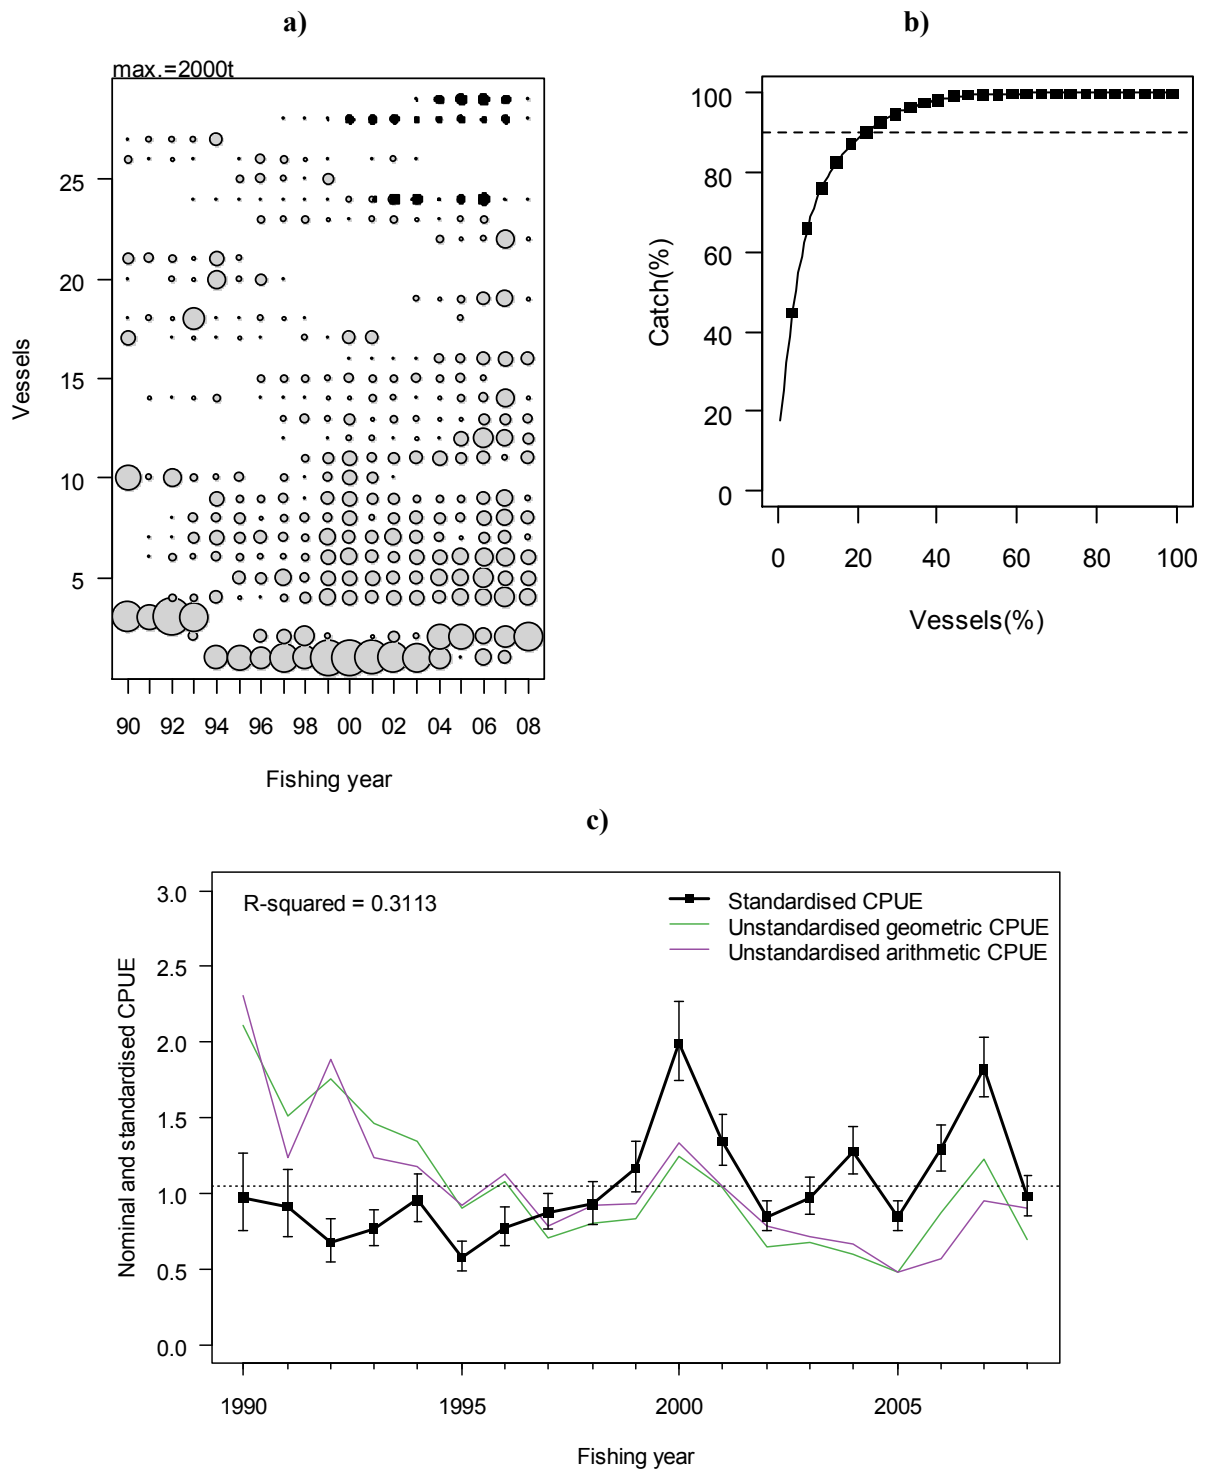 a)
b)
max.=2000t
25
20
15
10
5
Vessels
90 92 94 96 98 00 02 04 06 08
Fishing year
100
80
60
40
20
0
Catch(%)
0 20 40 60 80 100
Vessels(%)
c)
R-squared = 0.3113
Standardised CPUE
Unstandardised geometric CPUE
Unstandardised arithmetic CPUE
3.0
2.5
2.0
1.5
1.0
0.5
0.0
Nominal and standardised CPUE
1990 1995 2000 2005
Fishing year